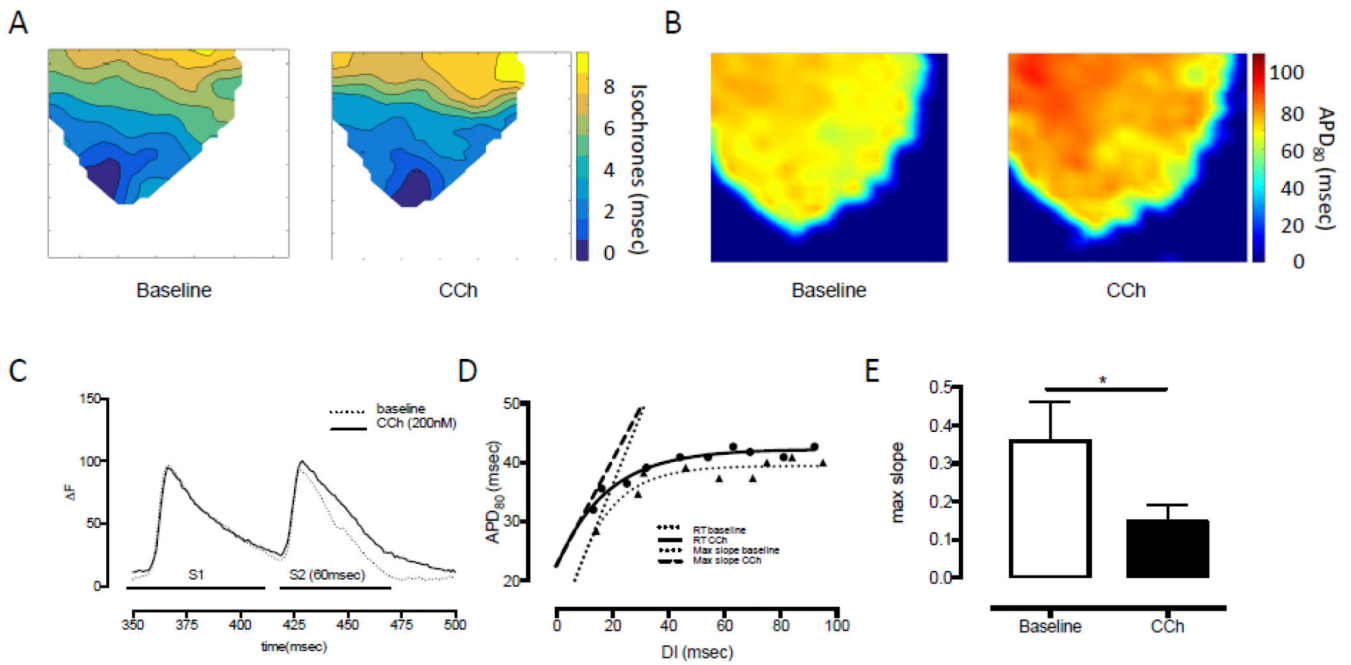 A
B
8
6
4
2
0
Isochrones (msec)
Baseline
CCh
100
80
60
40
20
0
APD80 (msec)
Baseline
CCh
C
150
100
50
0
ΔF
baseline
CCh (200nM)
S1
S2 (60msec)
350
375
400
425
450
475
500
time(msec)
D
50
40
30
20
APD80 (msec)
RT baseline
RT CCh
Max slope baseline
Max slope CCh
0
20
40
60
80
100
DI (msec)
E
0.5
0.4
0.3
0.2
0.1
0.0
max slope
*
Baseline
CCh